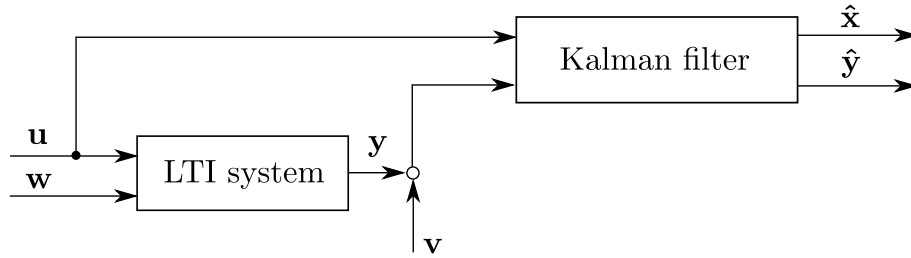 x̂
Kalman filter
ŷ
u
y
LTI system
w
v